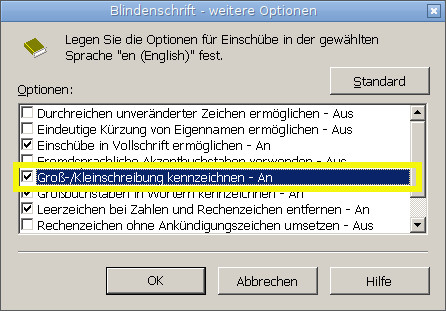 Blindenschrift - weitere Optionen
Legen Sie die Optionen für Einschübe in der gewählten
Sprache "en (English)" fest.
Standard
Optionen:
Durchreichen unveränderter Zeichen ermöglichen - Aus
Eindeutige Kürzung von Eigennamen ermöglichen - Aus
Einschübe in Vollschrift ermöglichen - An
Fremdsprachliche Akzentbuchstaben verwenden - Aus
Groß-/Kleinschreibung kennzeichnen - An
Großbuchstaben in Wörtern kennzeichnen - An
Leerzeichen bei Zahlen und Rechenzeichen entfernen - An
Rechenzeichen ohne Ankündigungszeichen umsetzen - Aus
OK
Abbrechen
Hilfe